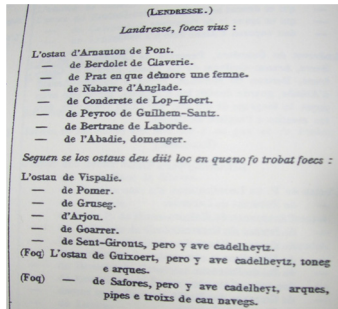 (LENDRESSE.)
Landresse, foecs vius :
L'ostau d'Arnauton de Pont.
— de Berdolet de Claverie.
— de Prat en que demore une femne.
— de Nabarre d'Anglade.
— de Conderete de Lop-Hoert.
— de Peyroo de Guilhem-Santz.
— de Bertrane de Laborde.
— de l'Abadie, domenger.
Seguen se los ostaus deu diit loc en que no fo trobat foecs :
L'ostau de Vispalie.
— de Pomer.
— de Gruseg.
— d'Arjou.
— de Goarrer.
— de Sent-Gironts, pero y ave cadelheytz.
(Foq) L'ostau de Guixoert, pero y ave cadelheytz, toneg
e arques.
(Foq) — de Safores, pero y ave cadelheyt, arques,
pipes e troixs de cau navegs.